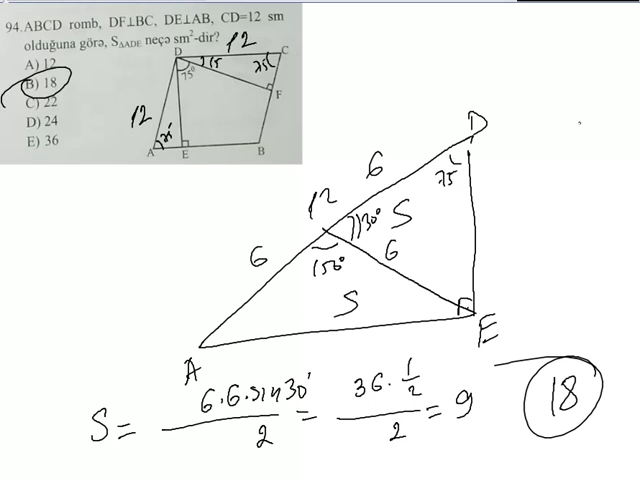 94. ABCD romb, DF⊥BC, DE⊥AB, CD=12 sm
olduğuna görə, S△ADE neçə sm²-dir?
A) 12
B) 18
C) 22
D) 24
E) 36
12
D
C
75°
15
75
F
12
75°
A
E
B
D
6
75
12
30°
S
6
6
150°
S
A
E
S = 6·6·sin30°/2 = 36·1/2/2 = 9
18